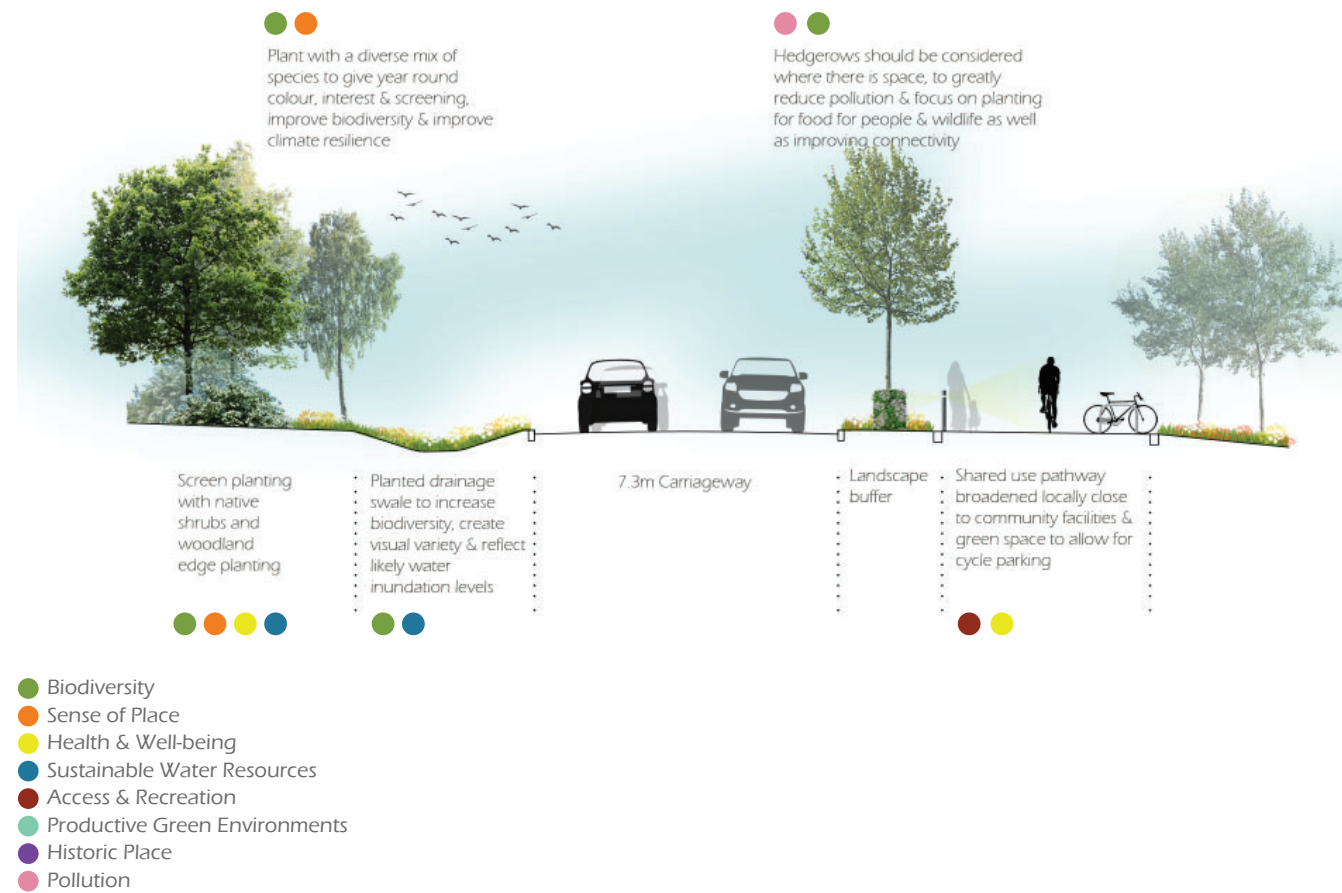 Plant with a diverse mix of
species to give year round
colour, interest & screening,
improve biodiversity & improve
climate resilience
Hedgerows should be considered
where there is space, to greatly
reduce pollution & focus on planting
for food for people & wildlife as well
as improving connectivity
Screen planting
with native
shrubs and
woodland
edge planting
Planted drainage
swale to increase
biodiversity, create
visual variety & reflect
likely water
inundation levels
7.3m Carriageway
Landscape
buffer
Shared use pathway
broadened locally close
to community facilities &
green space to allow for
cycle parking
Biodiversity
Sense of Place
Health & Well-being
Sustainable Water Resources
Access & Recreation
Productive Green Environments
Historic Place
Pollution